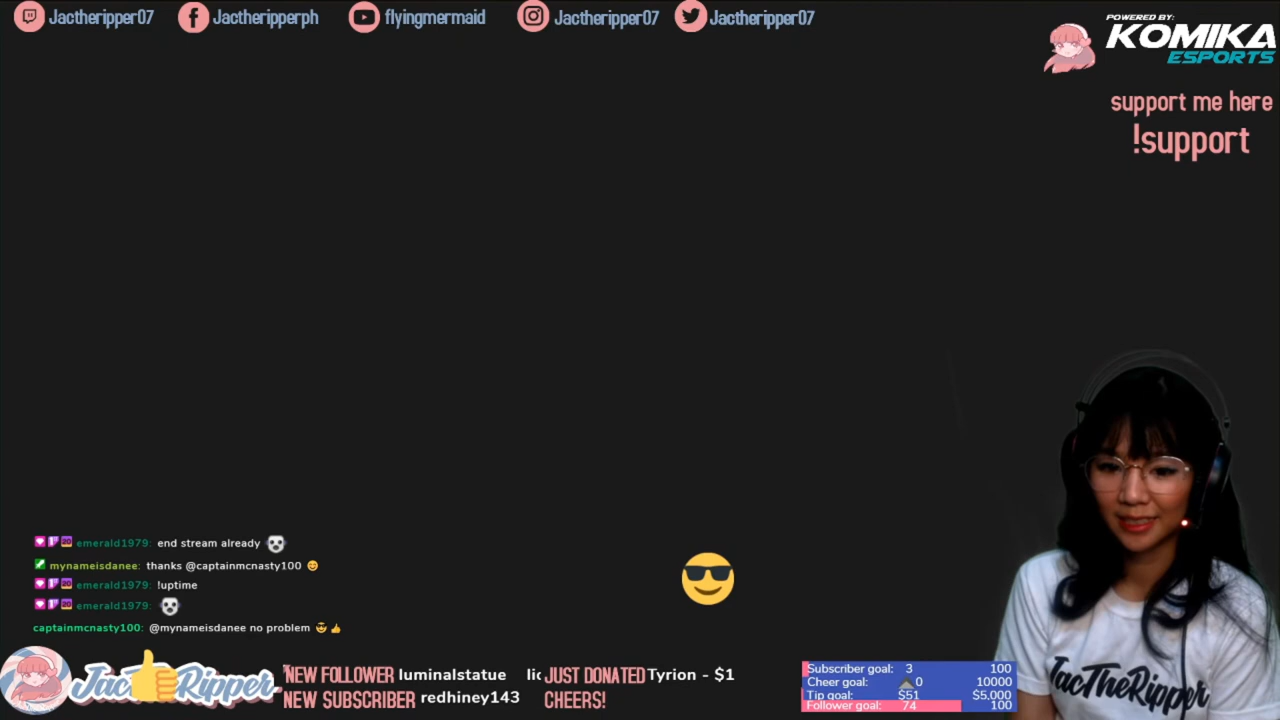 Jactheripper07 Jactheripperph flyingmermaid Jactheripper07 Jactheripper07
POWERED BY:
KOMIKA
ESPORTS
support me here
!support
emerald1979: end stream already
mynameisdanee: thanks @captainmcnasty100
emerald1979: !uptime
emerald1979:
captainmcnasty100: @mynameisdanee no problem
JacTheRipper
NEW FOLLOWER luminalstatue
NEW SUBSCRIBER redhiney143
JUST DONATED Tyrion - $1
CHEERS!
Subscriber goal: 3 100
Cheer goal: 0 10000
Tip goal: $51 $5,000
Follower goal: 74 100
JacTheRipper